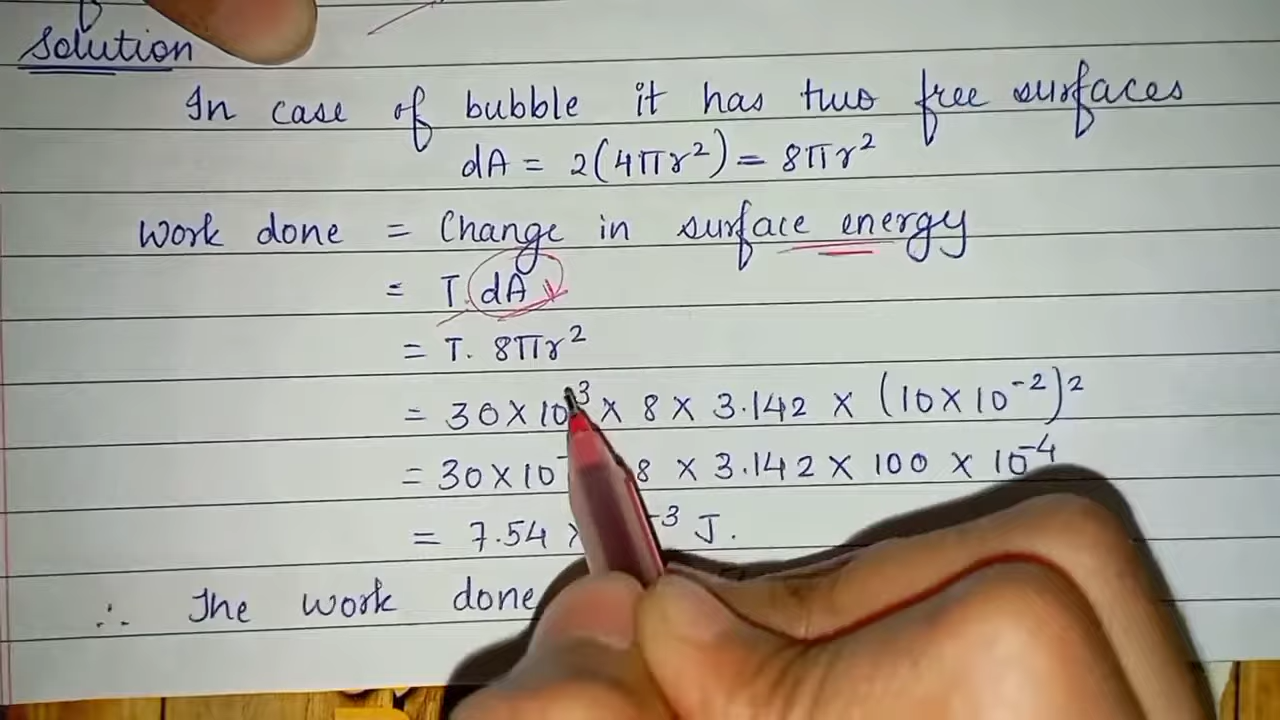 Solution
In case of bubble it has two free surfaces
dA = 2(4πr²) = 8πr²
Work done = Change in surface energy
= T. dA
= T. 8πr²
= 30 × 10 ³ × 8 × 3.142 × (10 × 10⁻²)²
= 30 × 10⁻ 8 × 3.142 × 100 × 10⁻⁴
= 7.54 × ⁻³ J.
∴ The work done